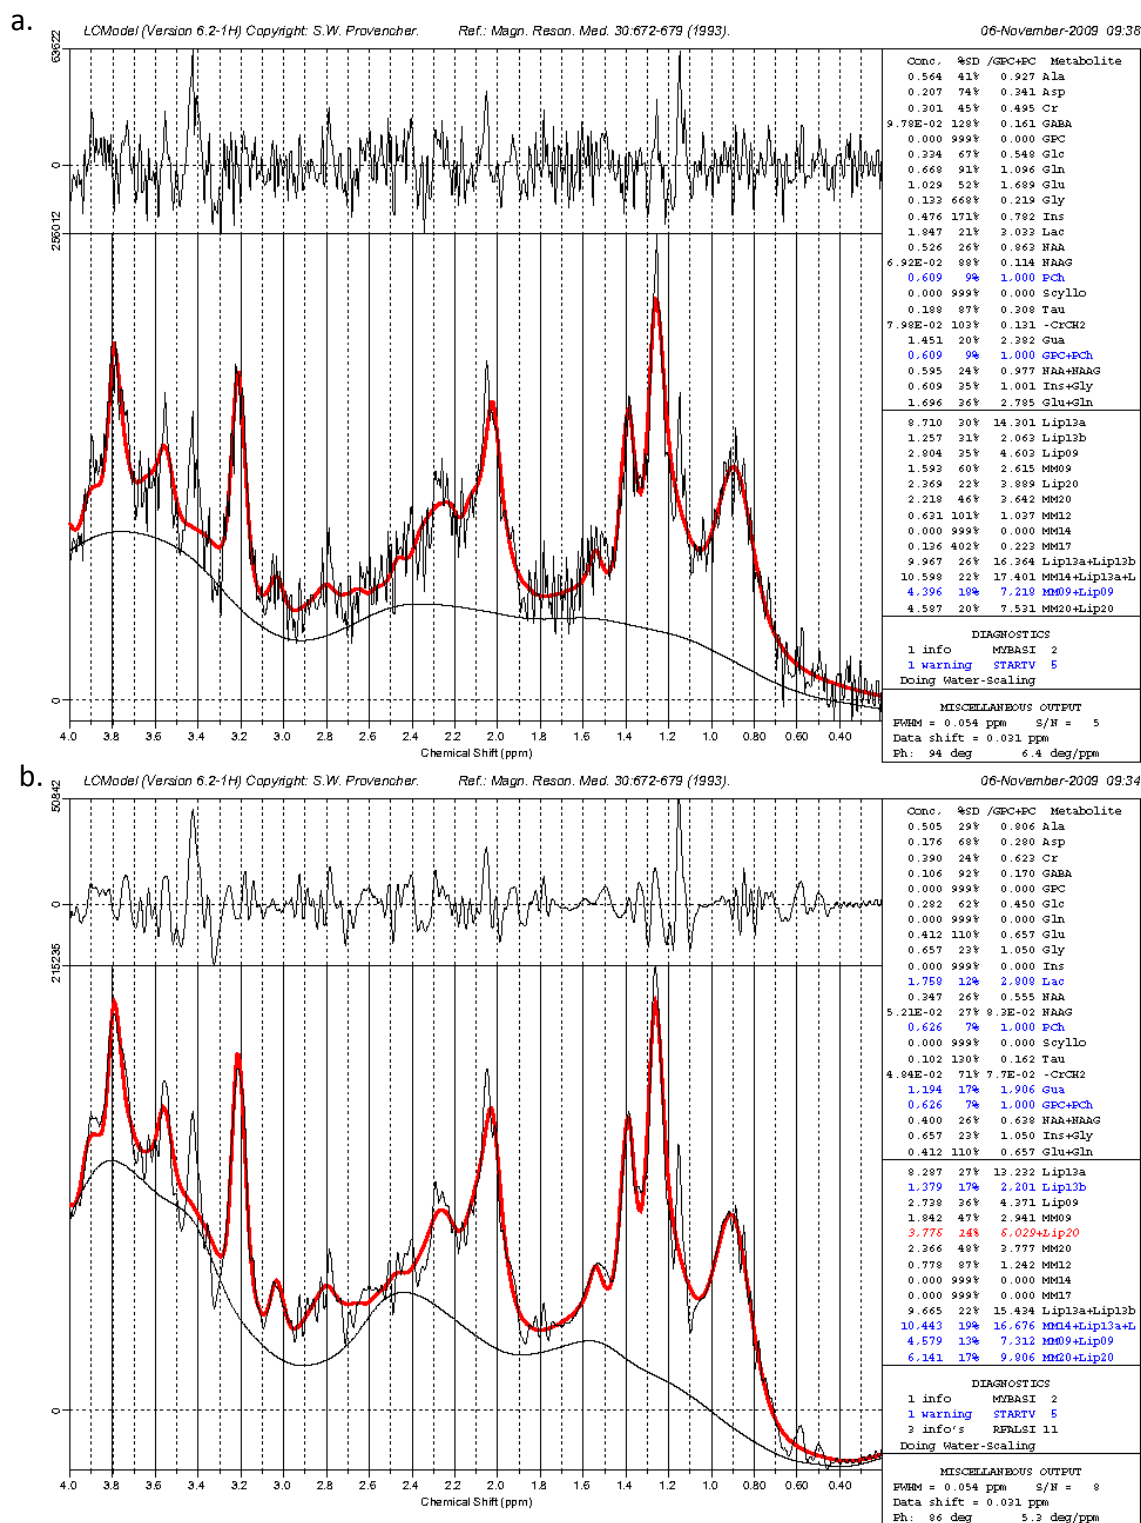 a.
LCModel (Version 6.2-1H) Copyright: S.W. Provencher. Ref.: Magn. Reson. Med. 30:672-679 (1993). 06-November-2009 09:38
63622
0
256012
0
4.0 3.8 3.6 3.4 3.2 3.0 2.8 2.6 2.4 2.2 2.0 1.8 1.6 1.4 1.2 1.0 0.80 0.60 0.40
Chemical Shift (ppm)
Conc. %SD /GPC+PC Metabolite
0.564 41% 0.927 Ala
0.207 74% 0.341 Asp
0.301 45% 0.495 Cr
9.78E-02 128% 0.161 GABA
0.000 999% 0.000 GPC
0.334 67% 0.548 Glc
0.668 91% 1.096 Gln
1.029 52% 1.689 Glu
0.133 668% 0.219 Gly
0.476 171% 0.782 Ins
1.847 21% 3.033 Lac
0.526 26% 0.863 NAA
6.92E-02 88% 0.114 NAAG
0.609 9% 1.000 PCh
0.000 999% 0.000 Scyllo
0.188 87% 0.308 Tau
7.98E-02 103% 0.131 -CrCH2
1.451 20% 2.382 Gua
0.609 9% 1.000 GPC+PCh
0.595 24% 0.977 NAA+NAAG
0.609 35% 1.001 Ins+Gly
1.696 36% 2.785 Glu+Gln
8.710 30% 14.301 Lip13a
1.257 31% 2.063 Lip13b
2.804 35% 4.603 Lip09
1.593 60% 2.615 MM09
2.369 22% 3.889 Lip20
2.218 46% 3.642 MM20
0.631 101% 1.037 MM12
0.000 999% 0.000 MM14
0.136 402% 0.223 MM17
9.967 26% 16.364 Lip13a+Lip13b
10.598 22% 17.401 MM14+Lip13a+L
4.396 18% 7.218 MM09+Lip09
4.587 20% 7.531 MM20+Lip20
DIAGNOSTICS
1 info MYBASI 2
1 warning STARTV 5
Doing Water-Scaling
MISCELLANEOUS OUTPUT
FWHM = 0.054 ppm S/N = 5
Data shift = 0.031 ppm
Ph: 94 deg 6.4 deg/ppm
b.
LCModel (Version 6.2-1H) Copyright: S.W. Provencher. Ref.: Magn. Reson. Med. 30:672-679 (1993). 06-November-2009 09:34
50842
0
215235
0
4.0 3.8 3.6 3.4 3.2 3.0 2.8 2.6 2.4 2.2 2.0 1.8 1.6 1.4 1.2 1.0 0.80 0.60 0.40
Chemical Shift (ppm)
Conc. %SD /GPC+PC Metabolite
0.505 29% 0.806 Ala
0.176 68% 0.280 Asp
0.390 24% 0.623 Cr
0.106 92% 0.170 GABA
0.000 999% 0.000 GPC
0.282 62% 0.450 Glc
0.000 999% 0.000 Gln
0.412 110% 0.657 Glu
0.657 23% 1.050 Gly
0.000 999% 0.000 Ins
1.758 12% 2.808 Lac
0.347 26% 0.555 NAA
5.21E-02 27% 8.3E-02 NAAG
0.626 7% 1.000 PCh
0.000 999% 0.000 Scyllo
0.102 130% 0.162 Tau
4.84E-02 71% 7.7E-02 -CrCH2
1.194 17% 1.906 Gua
0.626 7% 1.000 GPC+PCh
0.400 26% 0.638 NAA+NAAG
0.657 23% 1.050 Ins+Gly
0.412 110% 0.657 Glu+Gln
8.287 27% 13.232 Lip13a
1.379 17% 2.201 Lip13b
2.738 36% 4.371 Lip09
1.842 47% 2.941 MM09
3.776 14% 6.029+Lip20
2.366 48% 3.777 MM20
0.778 87% 1.242 MM12
0.000 999% 0.000 MM14
0.000 999% 0.000 MM17
9.665 22% 15.434 Lip13a+Lip13b
10.443 19% 16.676 MM14+Lip13a+L
4.579 13% 7.312 MM09+Lip09
6.141 17% 9.806 MM20+Lip20
DIAGNOSTICS
1 info MYBASI 2
1 warning STARTV 5
3 info's RFALSI 11
Doing Water-Scaling
MISCELLANEOUS OUTPUT
FWHM = 0.054 ppm S/N = 8
Data shift = 0.031 ppm
Ph: 86 deg 5.3 deg/ppm